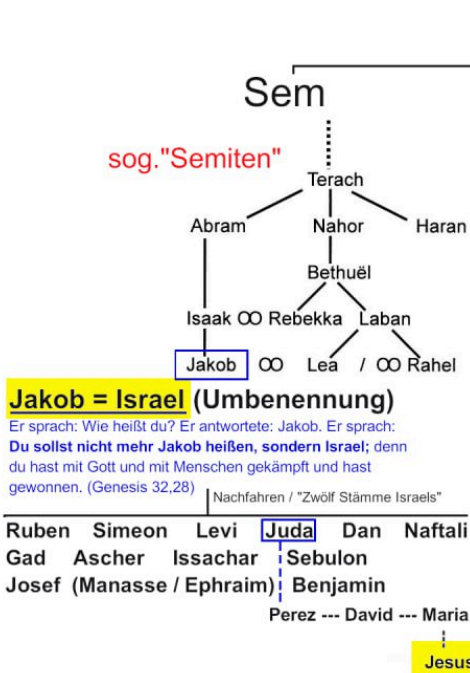 Sem
sog."Semiten"
Terach
Abram Nahor Haran
Bethuël
Isaak ꝏ Rebekka Laban
Jakob ꝏ Lea / ꝏ Rahel
Jakob = Israel (Umbenennung)
Er sprach: Wie heißt du? Er antwortete: Jakob. Er sprach:
Du sollst nicht mehr Jakob heißen, sondern Israel; denn
du hast mit Gott und mit Menschen gekämpft und hast
gewonnen. (Genesis 32,28)
Nachfahren / "Zwölf Stämme Israels"
Ruben Simeon Levi Juda Dan Naftali
Gad Ascher Issachar Sebulon
Josef (Manasse / Ephraim) Benjamin
Perez --- David --- Maria
Jesus